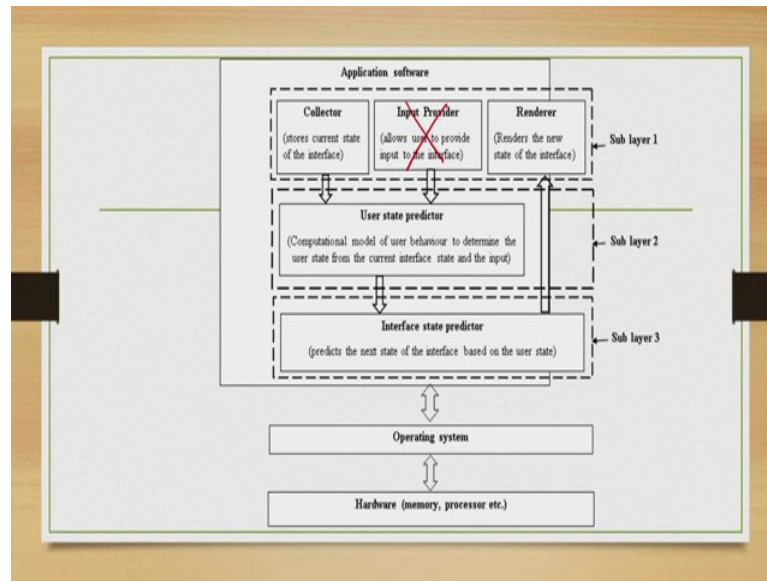 Application software
Collector
(stores current state
of the interface)
Input Provider
(allows user to provide
input to the interface)
Renderer
(Renders the new
state of the interface)
Sub layer 1
User state predictor
(Computational model of user behaviour to determine the
user state from the current interface state and the input)
Sub layer 2
Interface state predictor
(predicts the next state of the interface based on the user state)
Sub layer 3
Operating system
Hardware (memory, processor etc.)